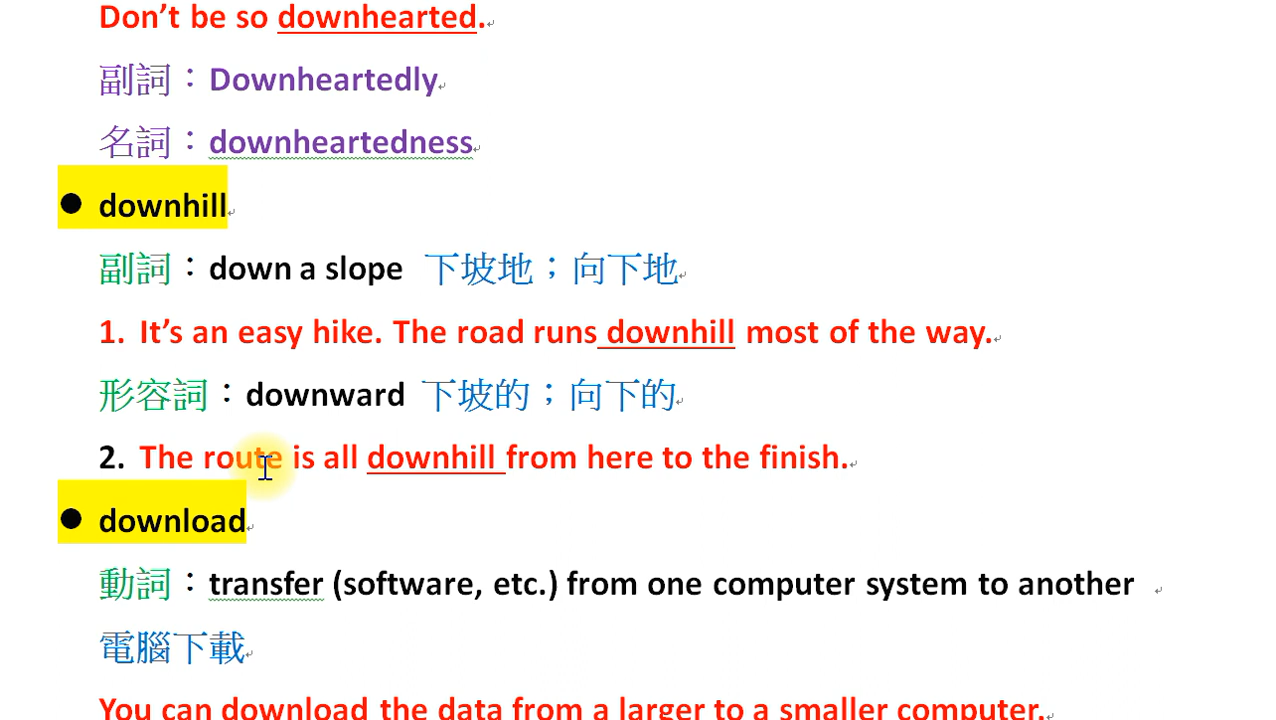 Don’t be so downhearted.
副詞：Downheartedly
名詞：downheartedness
● downhill
副詞：down a slope 下坡地；向下地
1. It’s an easy hike. The road runs downhill most of the way.
形容詞：downward 下坡的；向下的
2. The route is all downhill from here to the finish.
● download
動詞：transfer (software, etc.) from one computer system to another
電腦下載
You can download the data from a larger to a smaller computer.